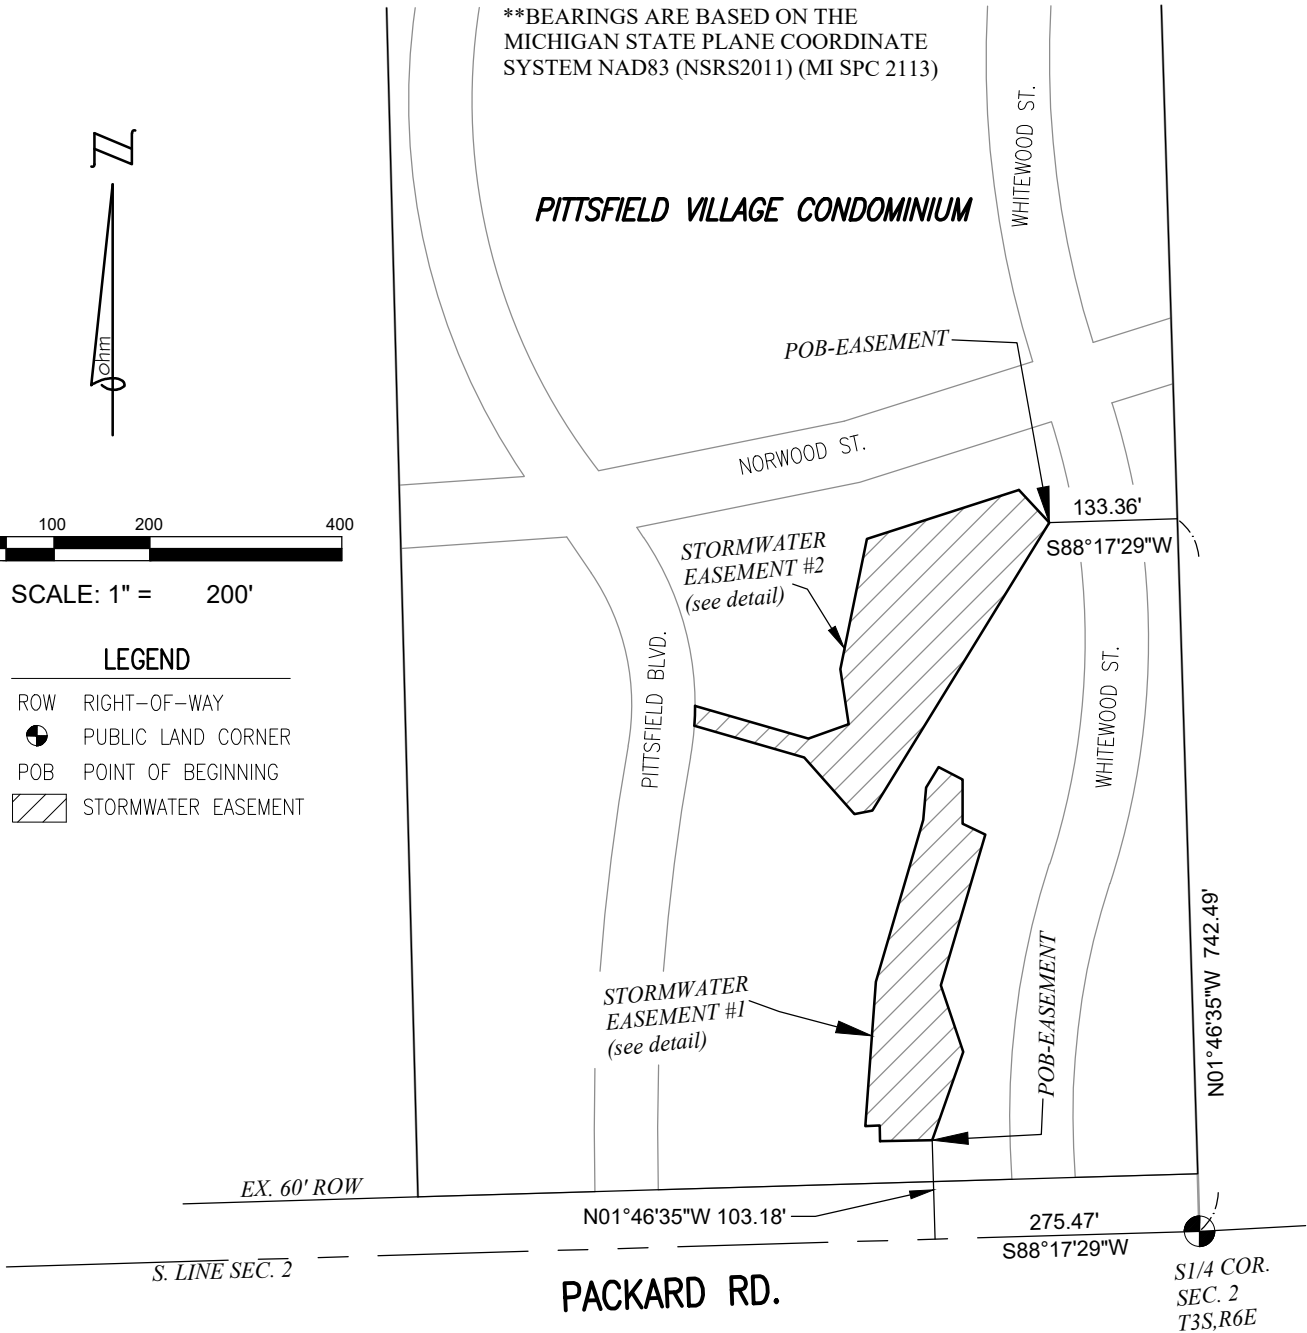 **BEARINGS ARE BASED ON THE
MICHIGAN STATE PLANE COORDINATE
SYSTEM NAD83 (NSRS2011) (MI SPC 2113)
WHITEWOOD ST.
N
PITTSFIELD VILLAGE CONDOMINIUM
Ohm
POB-EASEMENT
NORWOOD ST.
100 200 400
SCALE: 1" = 200'
133.36'
S88°17'29"W
STORMWATER
EASEMENT #2
(see detail)
LEGEND
ROW RIGHT-OF-WAY
PUBLIC LAND CORNER
POB POINT OF BEGINNING
STORMWATER EASEMENT
PITTSFIELD BLVD.
WHITEWOOD ST.
N01°46'35"W 742.49'
STORMWATER
EASEMENT #1
(see detail)
POB-EASEMENT
EX. 60' ROW
N01°46'35"W 103.18'
275.47'
S88°17'29"W
S. LINE SEC. 2
PACKARD RD.
S1/4 COR.
SEC. 2
T3S,R6E